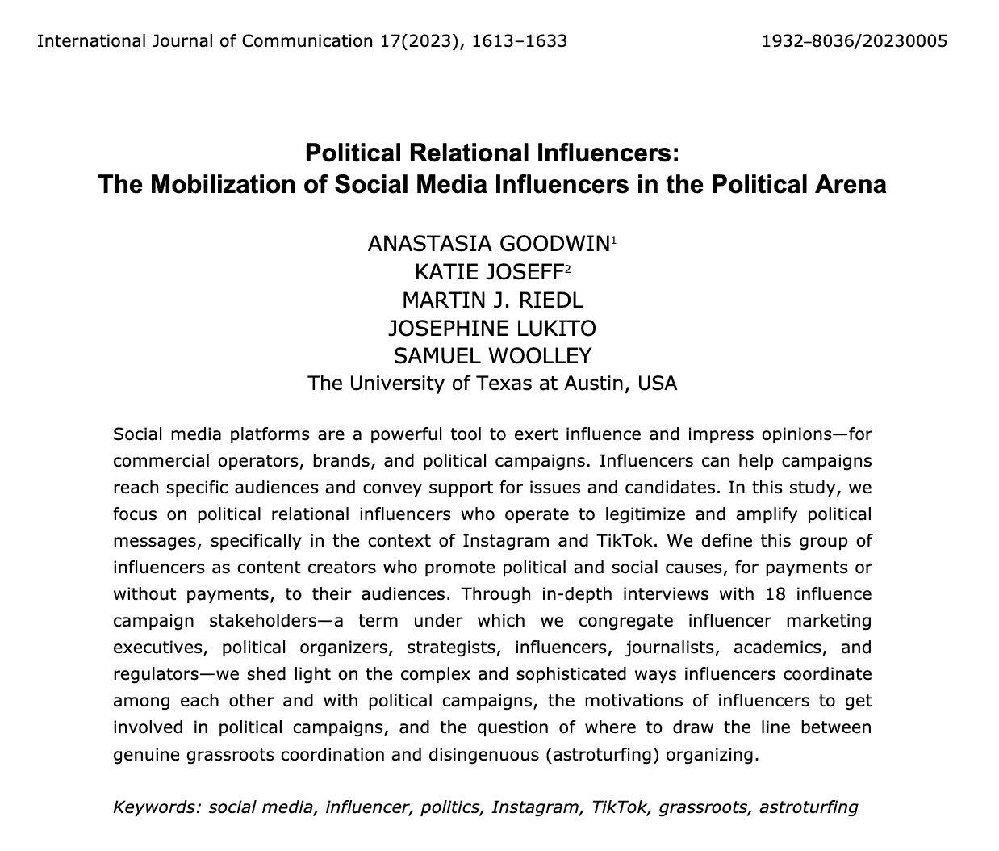 International Journal of Communication 17(2023), 1613–1633 1932–8036/20230005
Political Relational Influencers:
The Mobilization of Social Media Influencers in the Political Arena
ANASTASIA GOODWIN¹
KATIE JOSEFF²
MARTIN J. RIEDL
JOSEPHINE LUKITO
SAMUEL WOOLLEY
The University of Texas at Austin, USA
Social media platforms are a powerful tool to exert influence and impress opinions—for
commercial operators, brands, and political campaigns. Influencers can help campaigns
reach specific audiences and convey support for issues and candidates. In this study, we
focus on political relational influencers who operate to legitimize and amplify political
messages, specifically in the context of Instagram and TikTok. We define this group of
influencers as content creators who promote political and social causes, for payments or
without payments, to their audiences. Through in-depth interviews with 18 influence
campaign stakeholders—a term under which we congregate influencer marketing
executives, political organizers, strategists, influencers, journalists, academics, and
regulators—we shed light on the complex and sophisticated ways influencers coordinate
among each other and with political campaigns, the motivations of influencers to get
involved in political campaigns, and the question of where to draw the line between
genuine grassroots coordination and disingenuous (astroturfing) organizing.
Keywords: social media, influencer, politics, Instagram, TikTok, grassroots, astroturfing